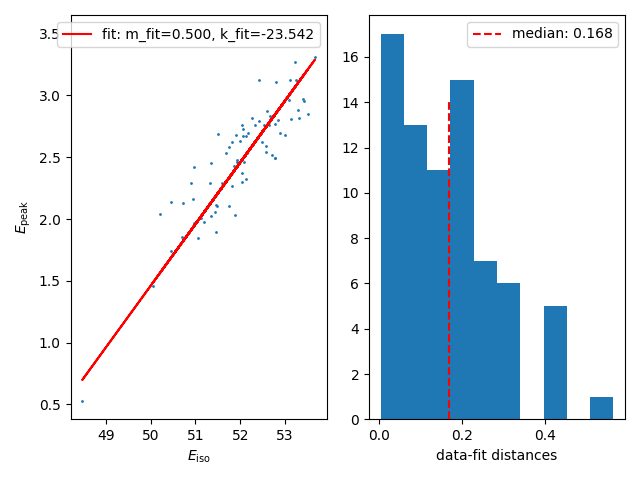 fit: m_fit=0.500, k_fit=-23.542
3.5
3.0
2.5
2.0
1.5
1.0
0.5
E_peak
49 50 51 52 53
E_iso
median: 0.168
16
14
12
10
8
6
4
2
0
0.0 0.2 0.4
data-fit distances